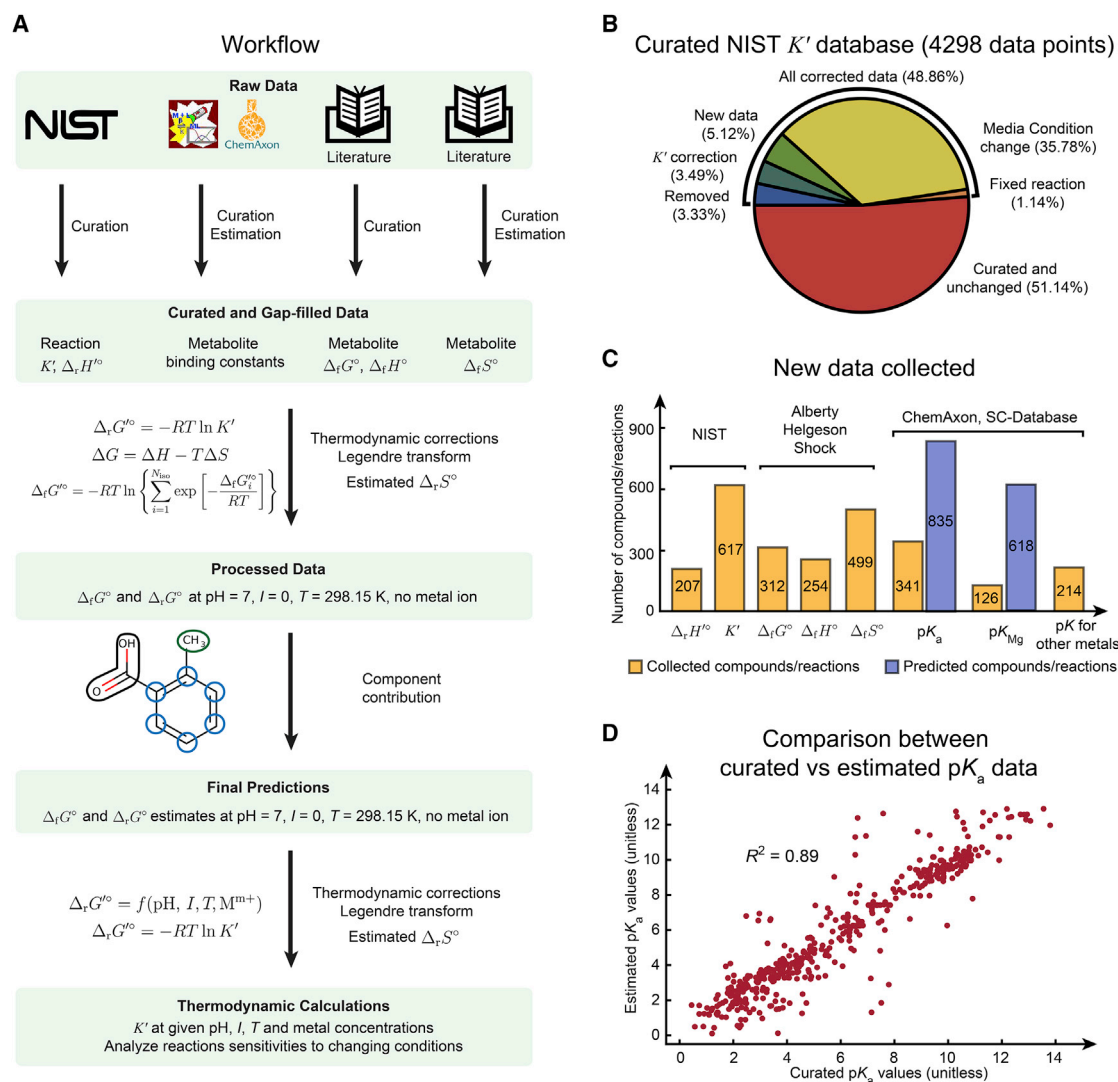 A
Workflow
NIST
Raw Data
ChemAxon
Literature
Literature
Curation
Curation
Estimation
Curation
Curation
Estimation
Curated and Gap-filled Data
Reaction
K′, ΔrH′°
Metabolite
binding constants
Metabolite
ΔfG°, ΔfH°
Metabolite
ΔfS°
ΔrG′° = −RT ln K′
ΔG = ΔH − TΔS
ΔfG′° = −RT ln { ∑_{i=1}^{Niso} exp [ − ΔfG′°i / RT ] }
Thermodynamic corrections
Legendre transform
Estimated ΔrS°
Processed Data
ΔfG° and ΔrG° at pH = 7, I = 0, T = 298.15 K, no metal ion
OH
O
CH3
Component
contribution
Final Predictions
ΔfG° and ΔrG° estimates at pH = 7, I = 0, T = 298.15 K, no metal ion
ΔrG′° = f(pH, I, T, Mm+)
ΔrG′° = −RT ln K′
Thermodynamic corrections
Legendre transform
Estimated ΔrS°
Thermodynamic Calculations
K′ at given pH, I, T and metal concentrations
Analyze reactions sensitivities to changing conditions
B
Curated NIST K′ database (4298 data points)
All corrected data (48.86%)
New data
(5.12%)
K′ correction
(3.49%)
Removed
(3.33%)
Media Condition
change (35.78%)
Fixed reaction
(1.14%)
Curated and
unchanged (51.14%)
C
New data collected
Number of compounds/reactions
900
600
300
0
NIST
Alberty
Helgeson
Shock
ChemAxon, SC-Database
207
617
312
254
499
341
835
126
618
214
ΔrH′°
K′
ΔfG°
ΔfH°
ΔfS°
pKa
pKMg
pK for
other metals
Collected compounds/reactions
Predicted compounds/reactions
D
Comparison between
curated vs estimated pKa data
Estimated pKa values (unitless)
14
12
10
8
6
4
2
0
R2 = 0.89
0 2 4 6 8 10 12 14
Curated pKa values (unitless)